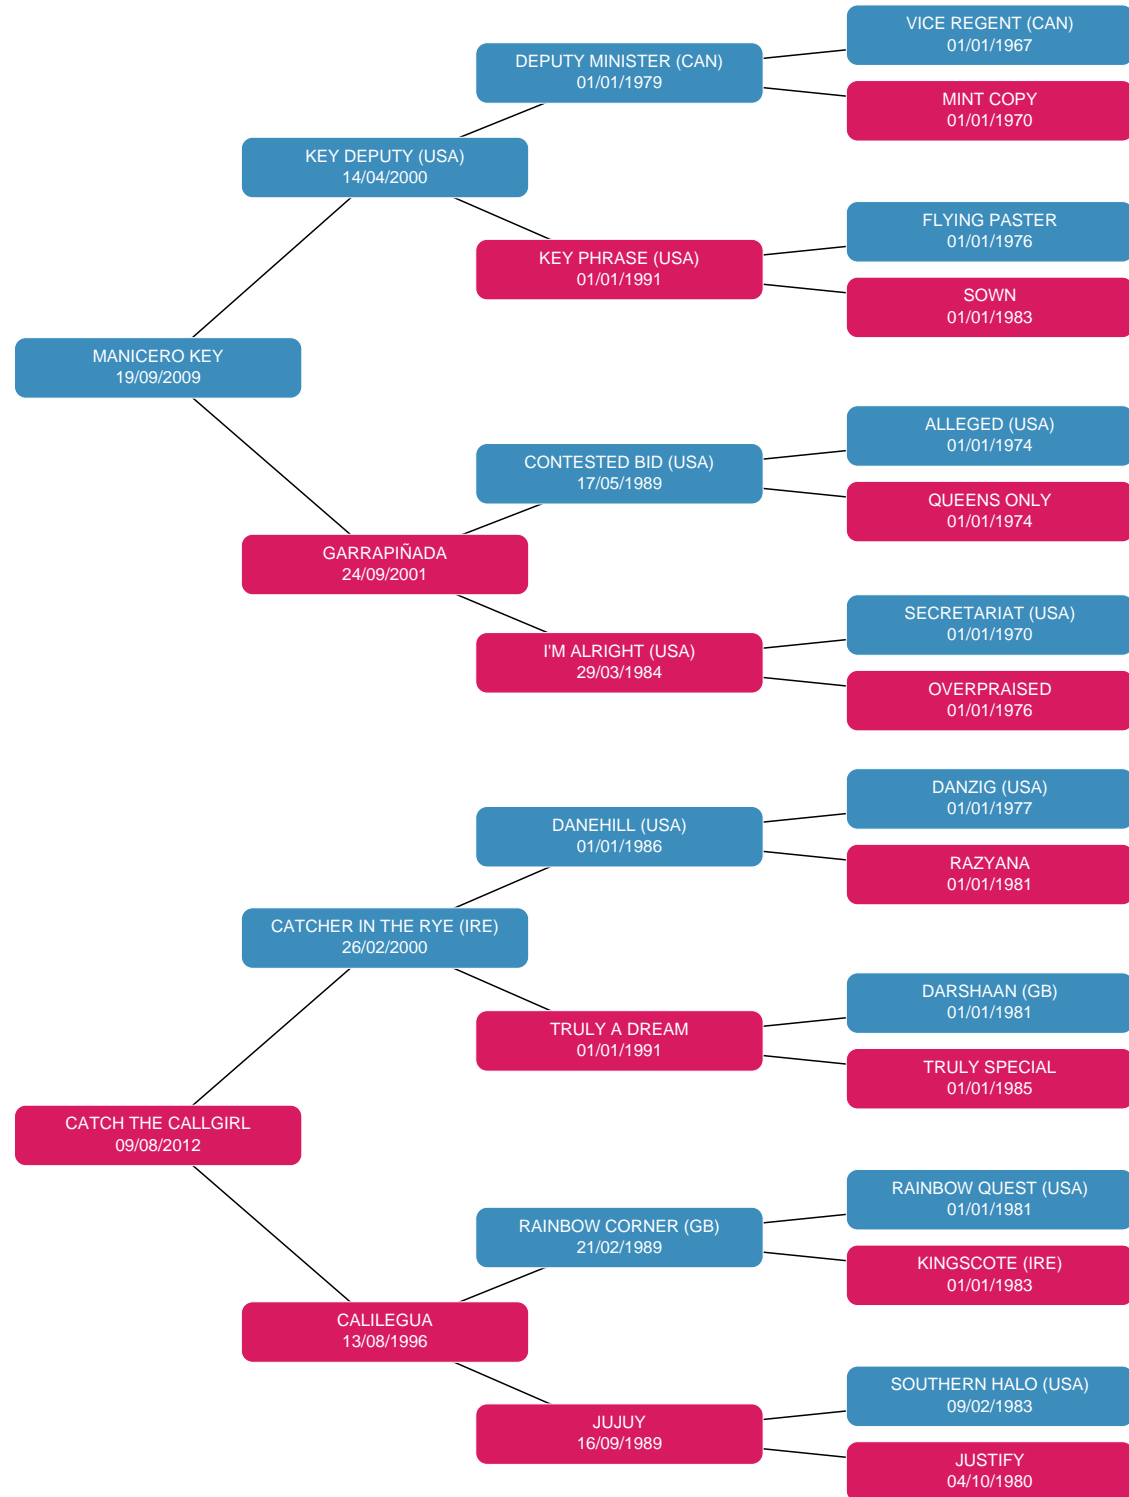 VICE REGENT (CAN)
01/01/1967
DEPUTY MINISTER (CAN)
01/01/1979
MINT COPY
01/01/1970
KEY DEPUTY (USA)
14/04/2000
FLYING PASTER
01/01/1976
KEY PHRASE (USA)
01/01/1991
SOWN
01/01/1983
MANICERO KEY
19/09/2009
ALLEGED (USA)
01/01/1974
CONTESTED BID (USA)
17/05/1989
QUEENS ONLY
01/01/1974
GARRAPIÑADA
24/09/2001
SECRETARIAT (USA)
01/01/1970
I'M ALRIGHT (USA)
29/03/1984
OVERPRAISED
01/01/1976
DANZIG (USA)
01/01/1977
DANEHILL (USA)
01/01/1986
RAZYANA
01/01/1981
CATCHER IN THE RYE (IRE)
26/02/2000
DARSHAAN (GB)
01/01/1981
TRULY A DREAM
01/01/1991
TRULY SPECIAL
01/01/1985
CATCH THE CALLGIRL
09/08/2012
RAINBOW QUEST (USA)
01/01/1981
RAINBOW CORNER (GB)
21/02/1989
KINGSCOTE (IRE)
01/01/1983
CALILEGUA
13/08/1996
SOUTHERN HALO (USA)
09/02/1983
JUJUY
16/09/1989
JUSTIFY
04/10/1980